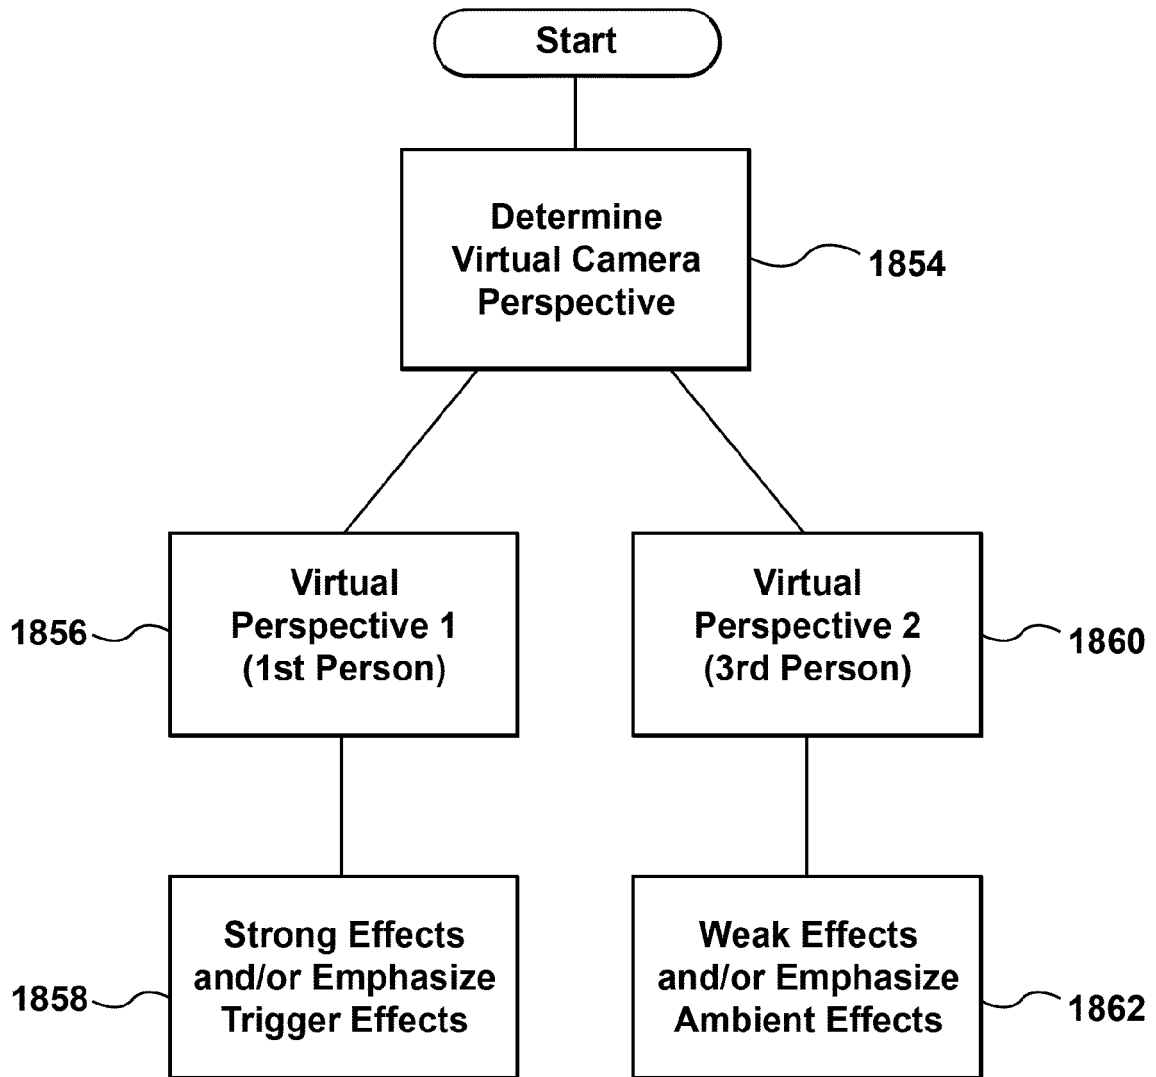 Start
Determine
Virtual Camera
Perspective
1854
Virtual
Perspective 1
(1st Person)
1856
Virtual
Perspective 2
(3rd Person)
1860
Strong Effects
and/or Emphasize
Trigger Effects
1858
Weak Effects
and/or Emphasize
Ambient Effects
1862